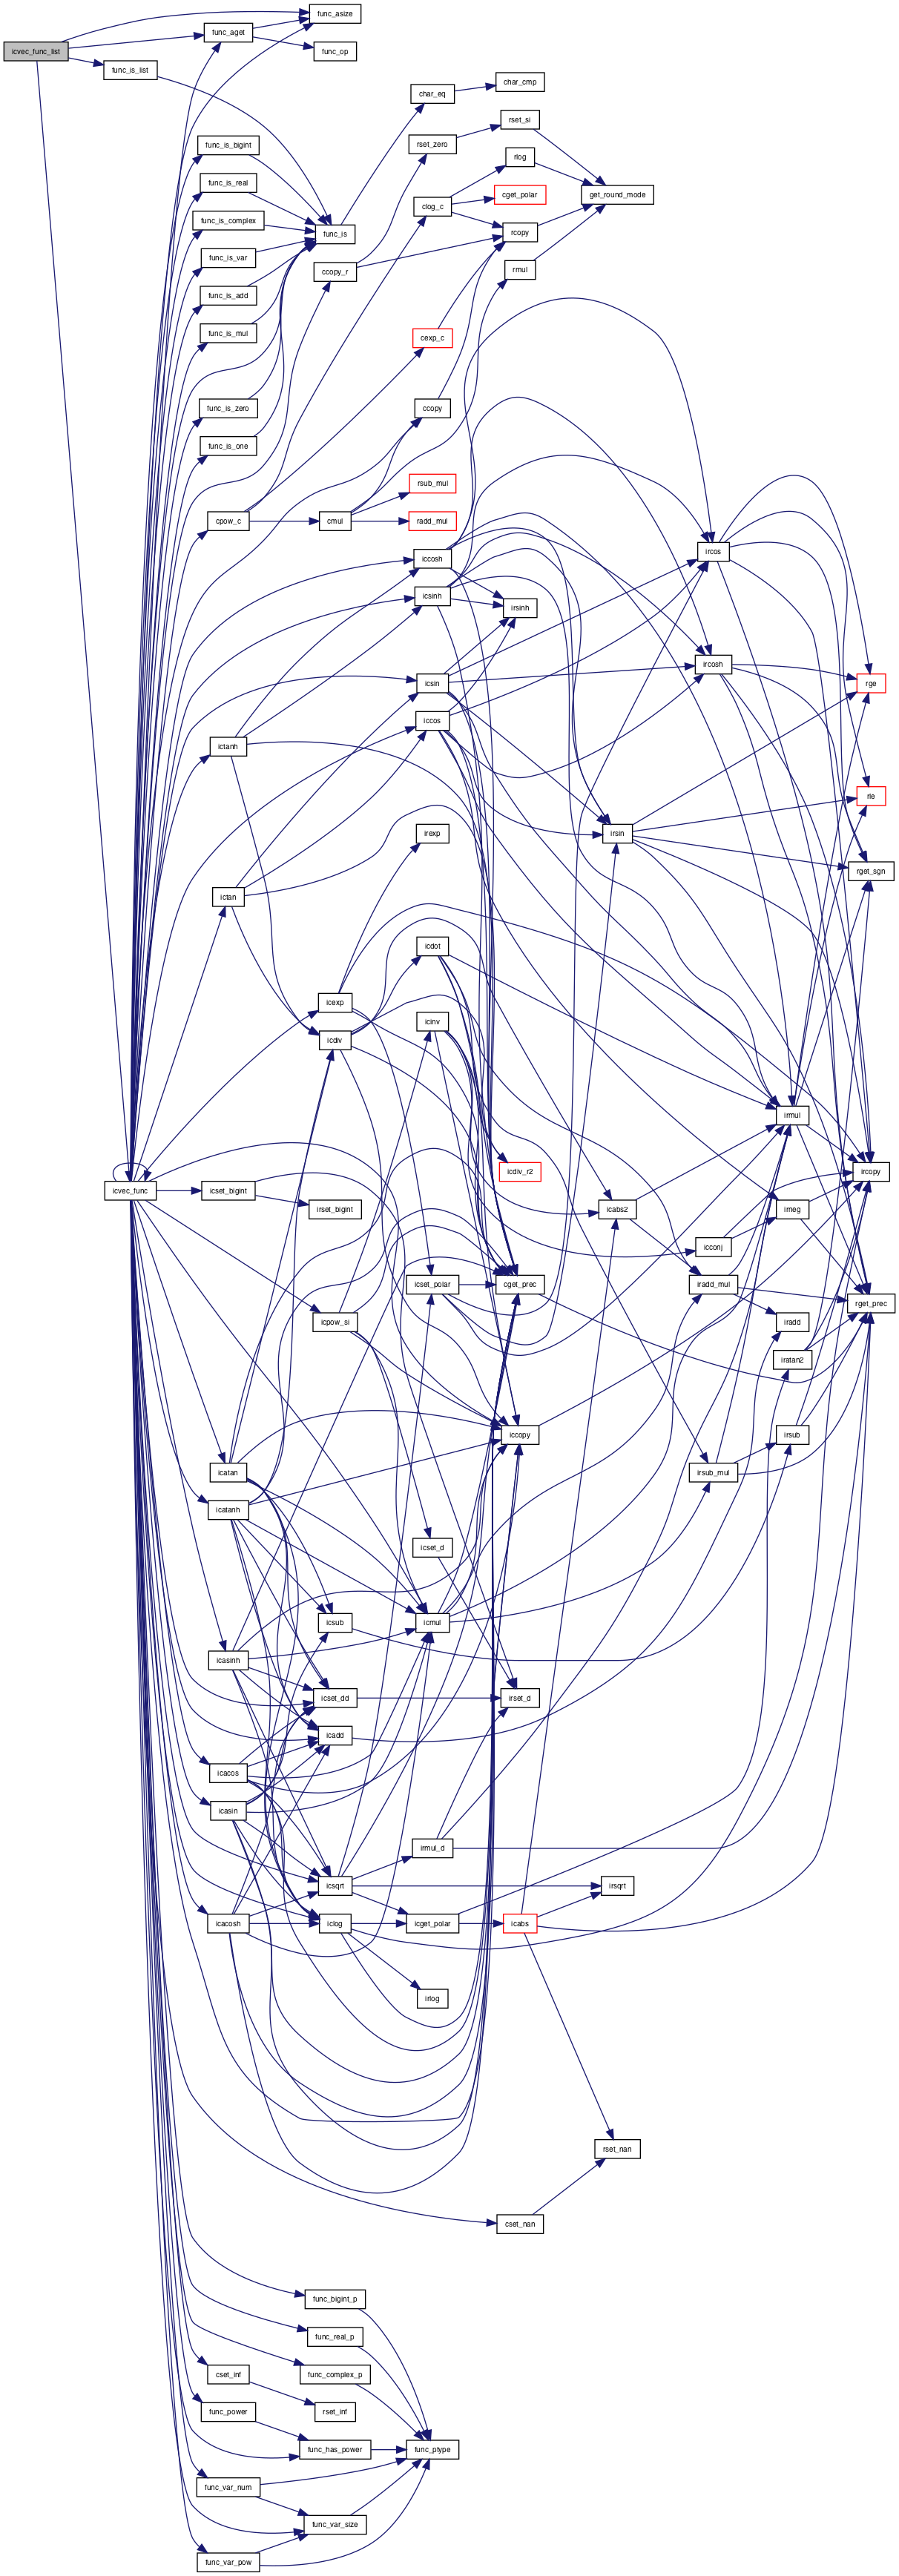 func_asize
func_aget
icvec_func_list
func_op
func_is_list
char_cmp
char_eq
rset_si
rset_zero
func_is_bigint
rlog
func_is_real
cget_polar
get_round_mode
clog_c
func_is_complex
rcopy
func_is
func_is_var
rmul
ccopy_r
func_is_add
func_is_mul
cexp_c
func_is_zero
ccopy
func_is_one
rsub_mul
cpow_c
cmul
radd_mul
ircos
iccosh
icsinh
irsinh
ircosh
icsin
rge
iccos
ictanh
rle
irexp
irsin
rget_sgn
ictan
icdot
icexp
icinv
icdiv
irmul
icdiv_r2
ircopy
icvec_func
icset_bigint
irset_bigint
icabs2
irneg
icconj
icset_polar
cget_prec
iradd_mul
rget_prec
icpow_si
iradd
iratan2
iccopy
irsub
icatan
irsub_mul
icatanh
icset_d
icsub
icmul
icasinh
icset_dd
irset_d
icadd
icacos
icasin
irmul_d
icsqrt
irsqrt
icacosh
iclog
icget_polar
icabs
irlog
rset_nan
cset_nan
func_bigint_p
func_real_p
cset_inf
func_complex_p
func_power
rset_inf
func_has_power
func_ptype
func_var_num
func_var_size
func_var_pow